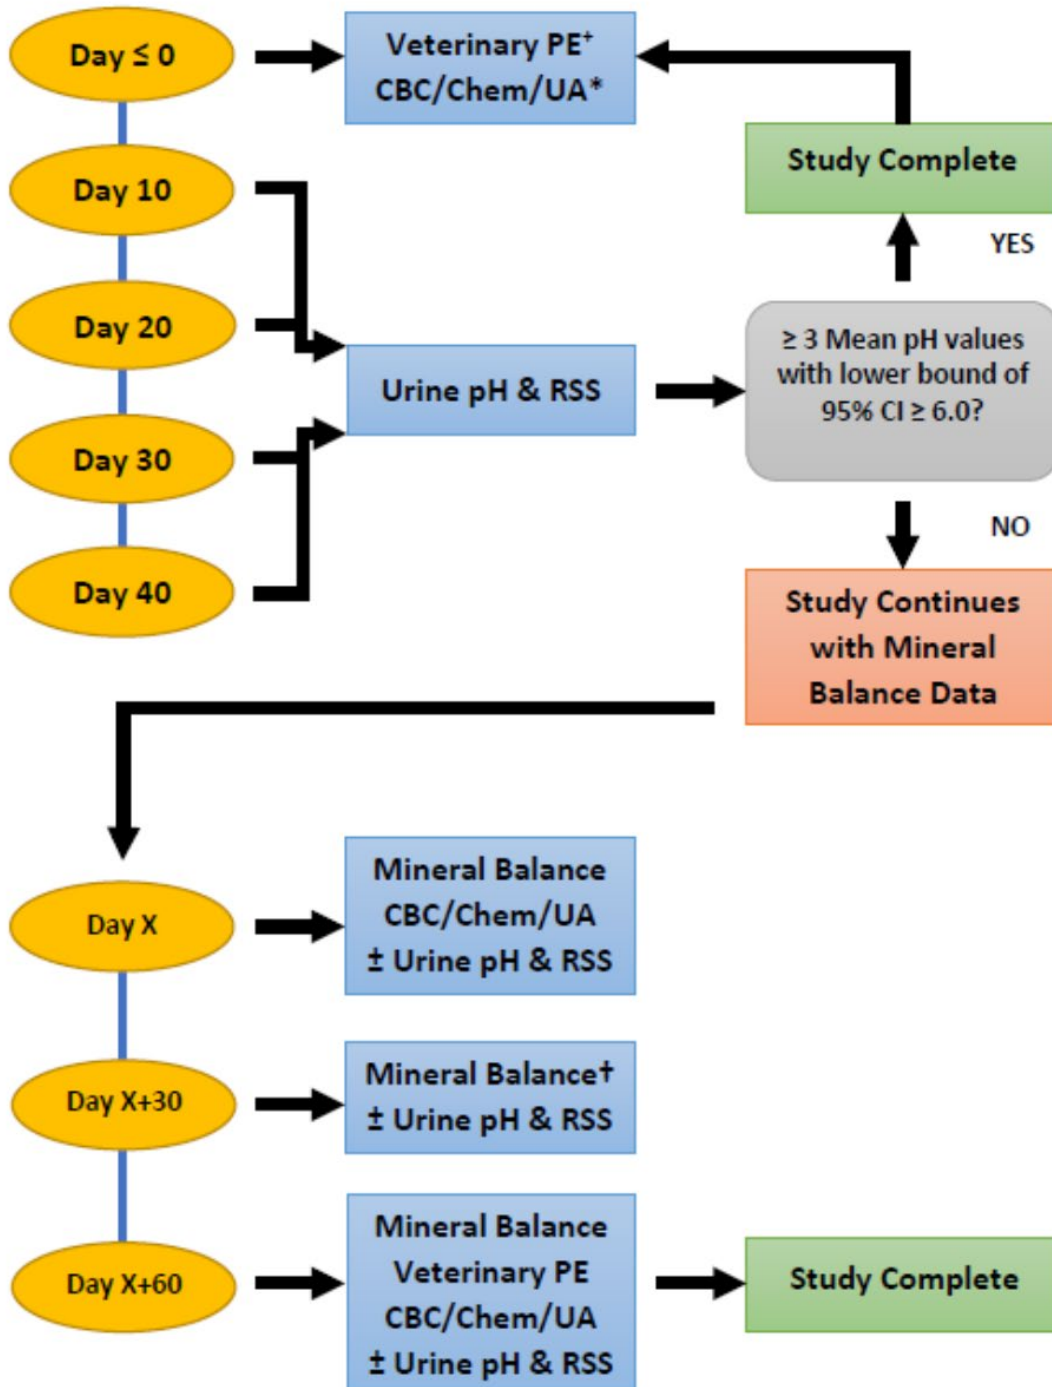 Day ≤ 0
Veterinary PE⁺
CBC/Chem/UA*
Study Complete
Day 10
YES
Day 20
≥ 3 Mean pH values
with lower bound of
95% CI ≥ 6.0?
Urine pH & RSS
Day 30
NO
Day 40
Study Continues
with Mineral
Balance Data
Day X
Mineral Balance
CBC/Chem/UA
± Urine pH & RSS
Day X+30
Mineral Balance†
± Urine pH & RSS
Day X+60
Mineral Balance
Veterinary PE
CBC/Chem/UA
± Urine pH & RSS
Study Complete